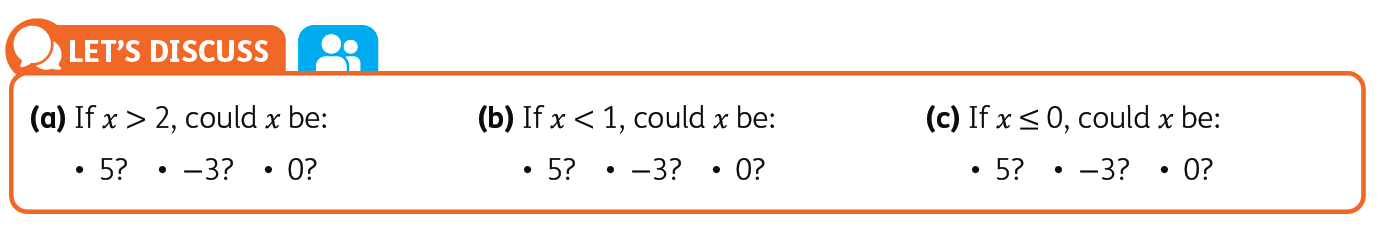 LET'S DISCUSS
(a) If x > 2, could x be:
• 5? • −3? • 0?
(b) If x < 1, could x be:
• 5? • −3? • 0?
(c) If x ≤ 0, could x be:
• 5? • −3? • 0?